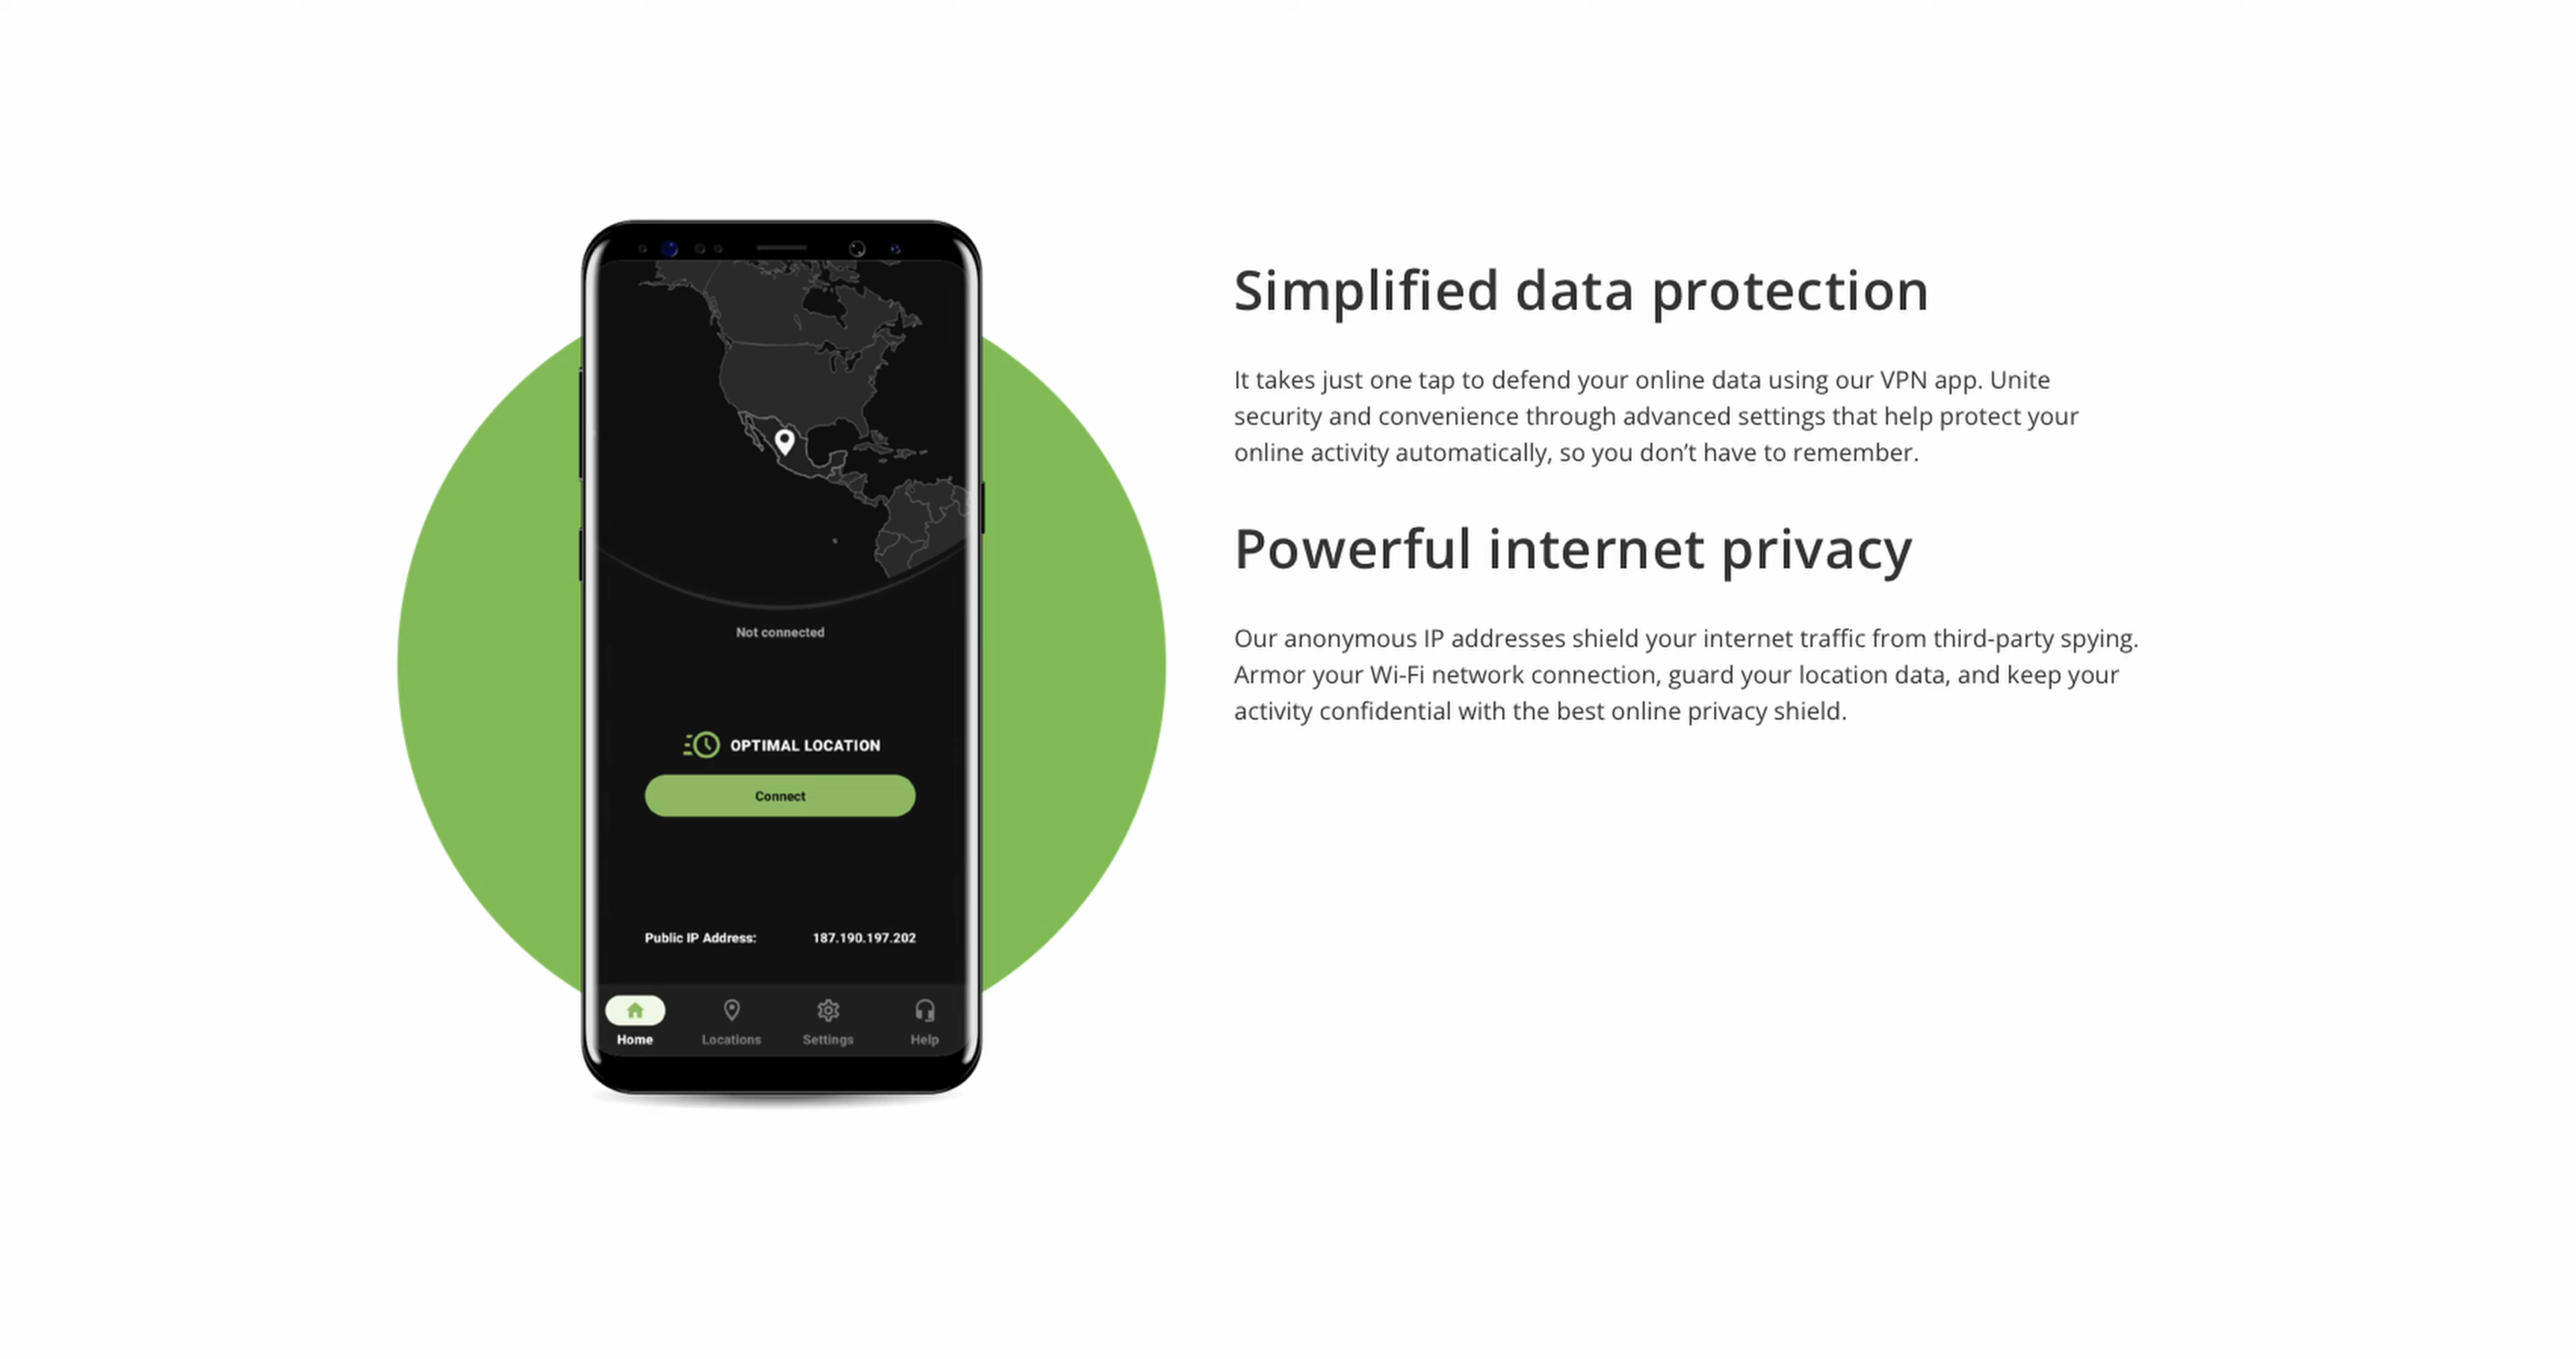 Not connected
OPTIMAL LOCATION
Connect
Public IP Address: 187.190.197.202
Home Locations Settings Help
Simplified data protection
It takes just one tap to defend your online data using our VPN app. Unite
security and convenience through advanced settings that help protect your
online activity automatically, so you don’t have to remember.
Powerful internet privacy
Our anonymous IP addresses shield your internet traffic from third-party spying.
Armor your Wi-Fi network connection, guard your location data, and keep your
activity confidential with the best online privacy shield.